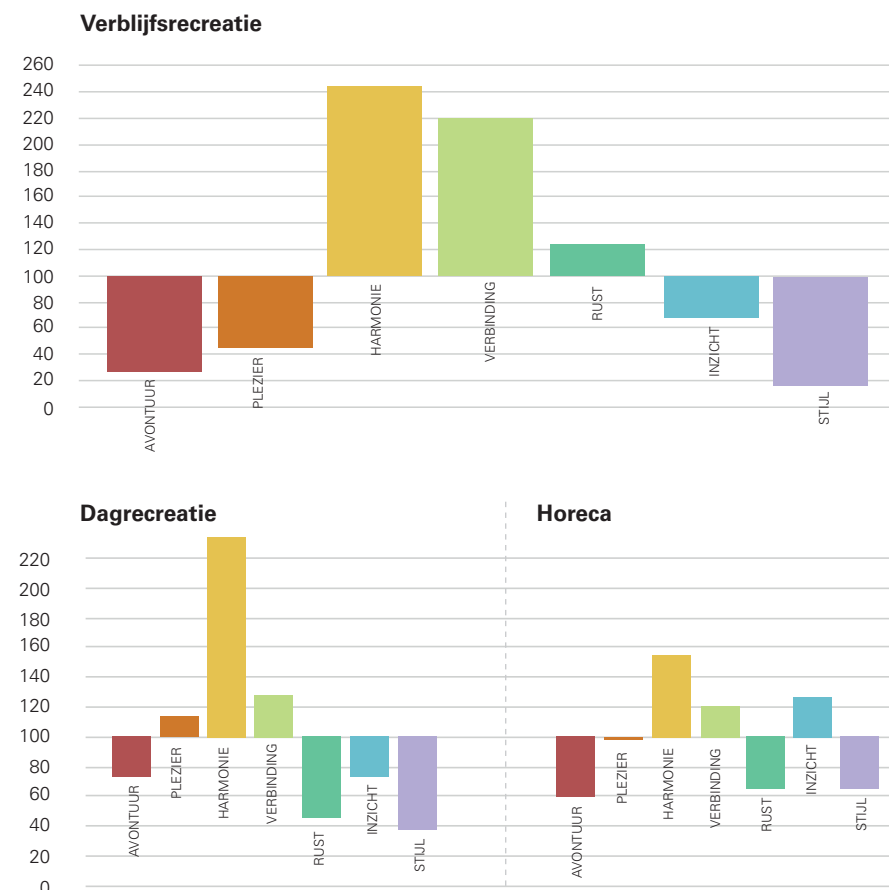 Verblijfsrecreatie
260
240
220
200
180
160
140
120
100
80
60
40
20
0
AVONTUUR
PLEZIER
HARMONIE
VERBINDING
RUST
INZICHT
STIJL
Dagrecreatie
Horeca
220
200
180
160
140
120
100
80
60
40
20
0
AVONTUUR
PLEZIER
HARMONIE
VERBINDING
RUST
INZICHT
STIJL
AVONTUUR
PLEZIER
HARMONIE
VERBINDING
RUST
INZICHT
STIJL